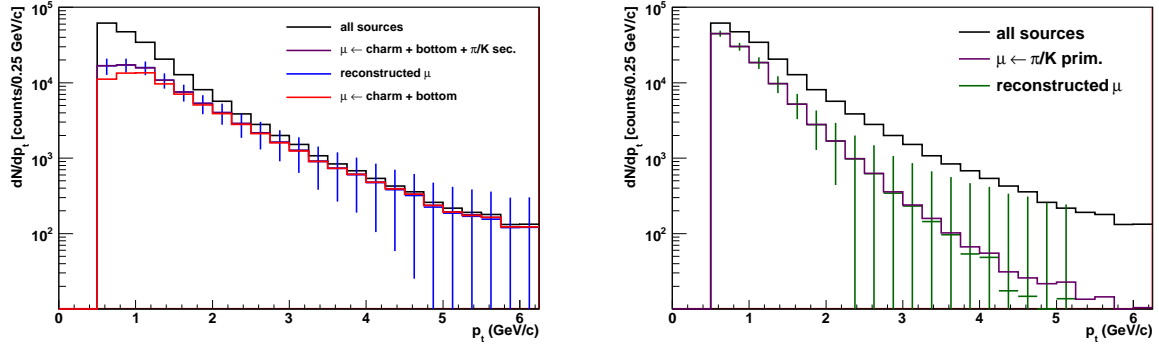 dN/dp_t [counts/0.25 GeV/c]
10^5
10^4
10^3
10^2
all sources
μ ← charm + bottom + π/K sec.
reconstructed μ
μ ← charm + bottom
0 1 2 3 4 5 6
p_t (GeV/c)
dN/dp_t [counts/0.25 GeV/c]
10^5
10^4
10^3
10^2
all sources
μ ← π/K prim.
reconstructed μ
0 1 2 3 4 5 6
p_t (GeV/c)